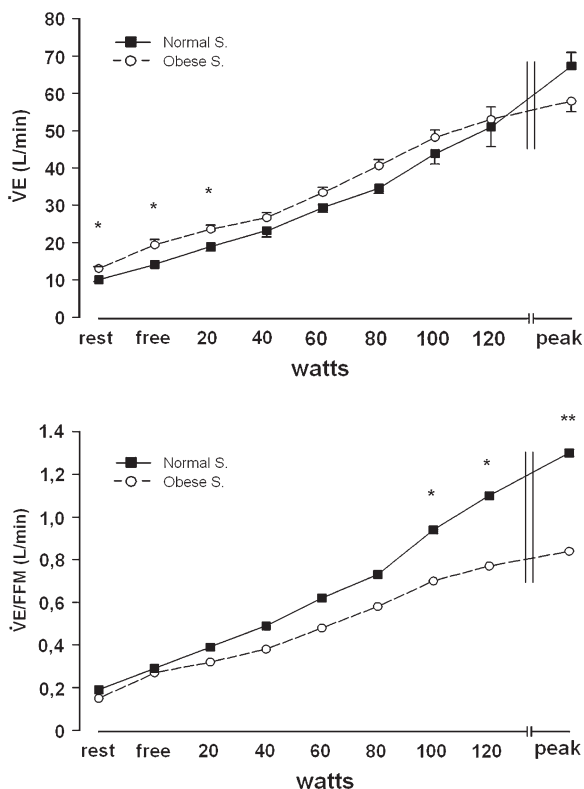 80
70
60
50
40
30
20
10
0
V̇E (L/min)
Normal S.
Obese S.
*
*
*
rest free 20 40 60 80 100 120 peak
watts
1.4
1,2
1,0
0.8
0.6
0.4
0,2
0
V̇E/FFM (L/min)
Normal S.
Obese S.
*
*
**
rest free 20 40 60 80 100 120 peak
watts